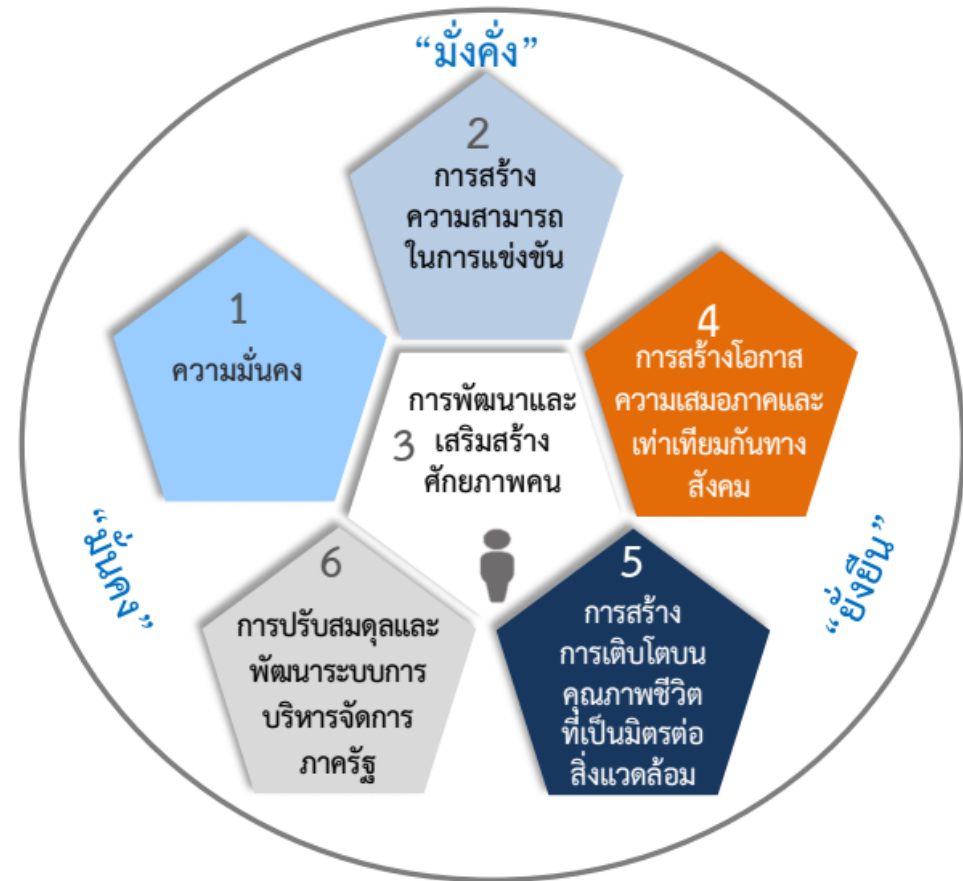 “มั่งคั่ง”
2
การสร้าง
ความสามารถ
ในการแข่งขัน
1
ความมั่นคง
4
การสร้างโอกาส
ความเสมอภาคและ
เท่าเทียมกันทาง
สังคม
การพัฒนาและ
3 เสริมสร้าง
ศักยภาพคน
“มั่นคง”
“ยั่งยืน”
6
การปรับสมดุลและ
พัฒนาระบบการ
บริหารจัดการ
ภาครัฐ
5
การสร้าง
การเติบโตบน
คุณภาพชีวิต
ที่เป็นมิตรต่อ
สิ่งแวดล้อม